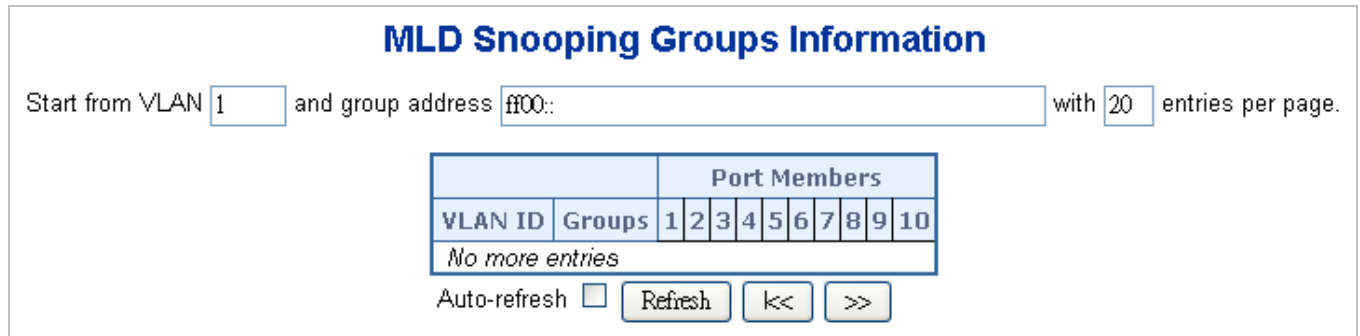 MLD Snooping Groups Information
Start from VLAN 1 and group address ff00:: with 20 entries per page.
Port Members
VLAN ID Groups 1 2 3 4 5 6 7 8 9 10
No more entries
Auto-refresh Refresh |<< >>